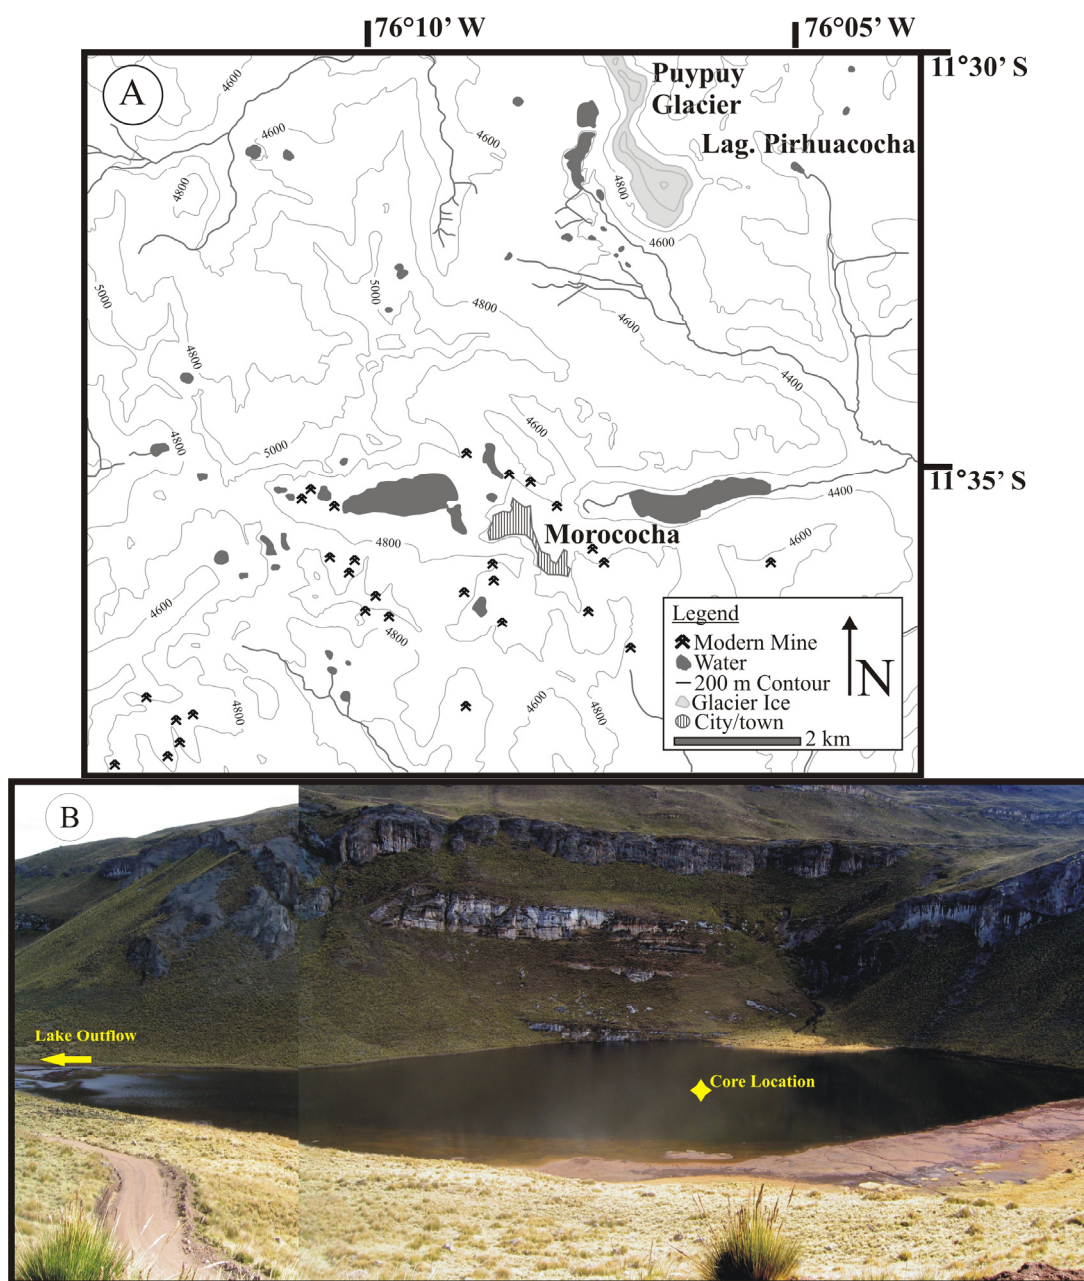 76°10' W
76°05' W
11°30' S
A
Puypuy
Glacier
Lag. Pirhuacocha
4600
4600
4600
4800
4800
4600
5000
5000
4800
4600
4800
4400
4800
5000
4600
11°35' S
4400
Morococha
4800
4600
4600
4800
4800
4600
4800
Legend
Modern Mine
Water
200 m Contour
Glacier Ice
City/town
2 km
N
B
Lake Outflow
Core Location